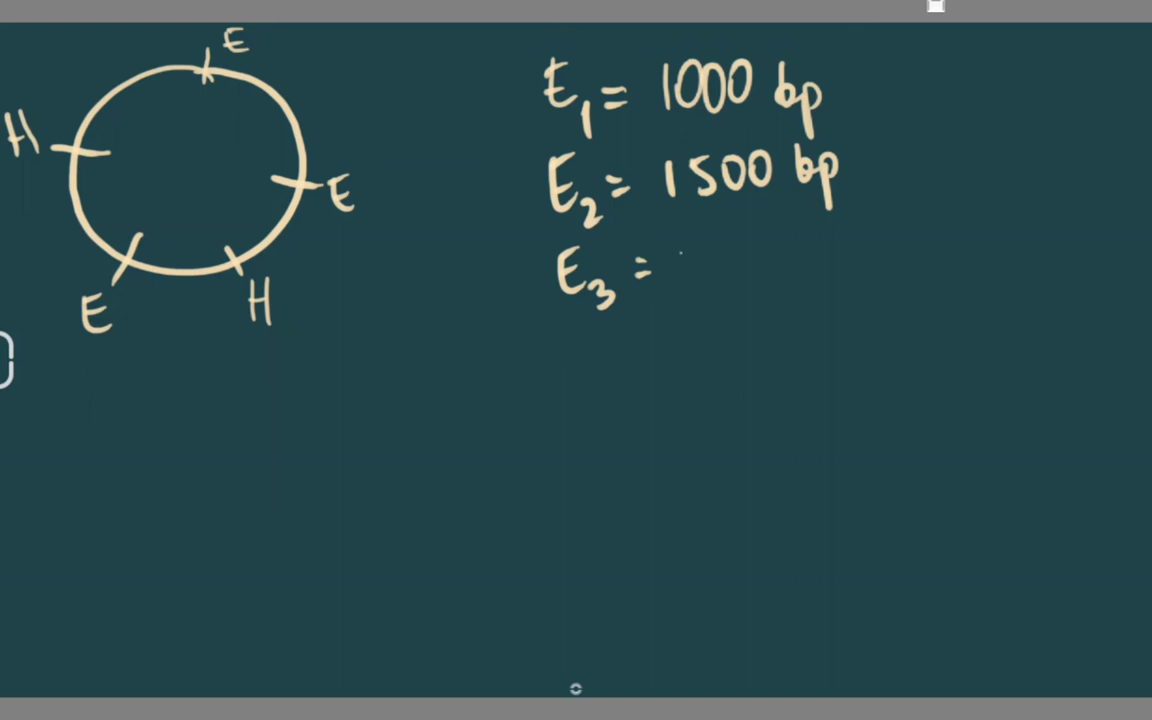 E
H
E
E
H
E₁ = 1000 bp
E₂ = 1500 bp
E₃ =